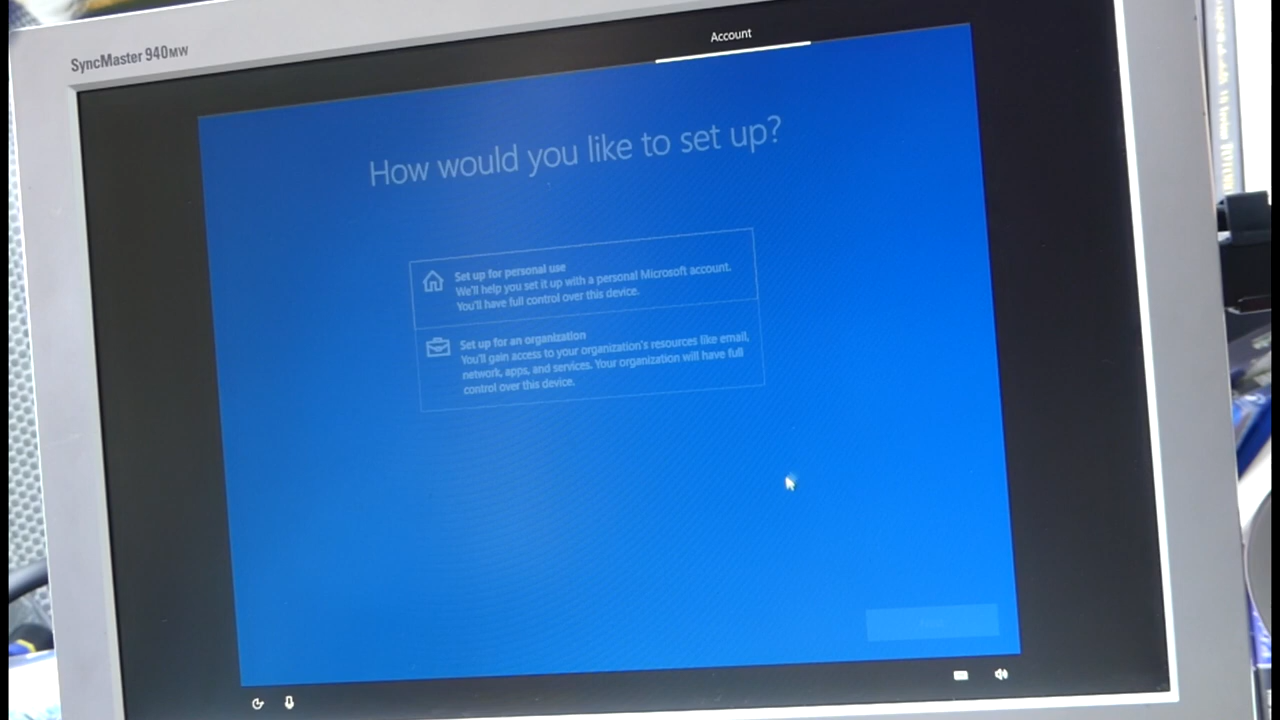 SyncMaster 940MW
Account
How would you like to set up?
Set up for personal use
We'll help you set it up with a personal Microsoft account.
You'll have full control over this device.
Set up for an organization
You'll gain access to your organization's resources like email,
network, apps, and services. Your organization will have full
control over this device.